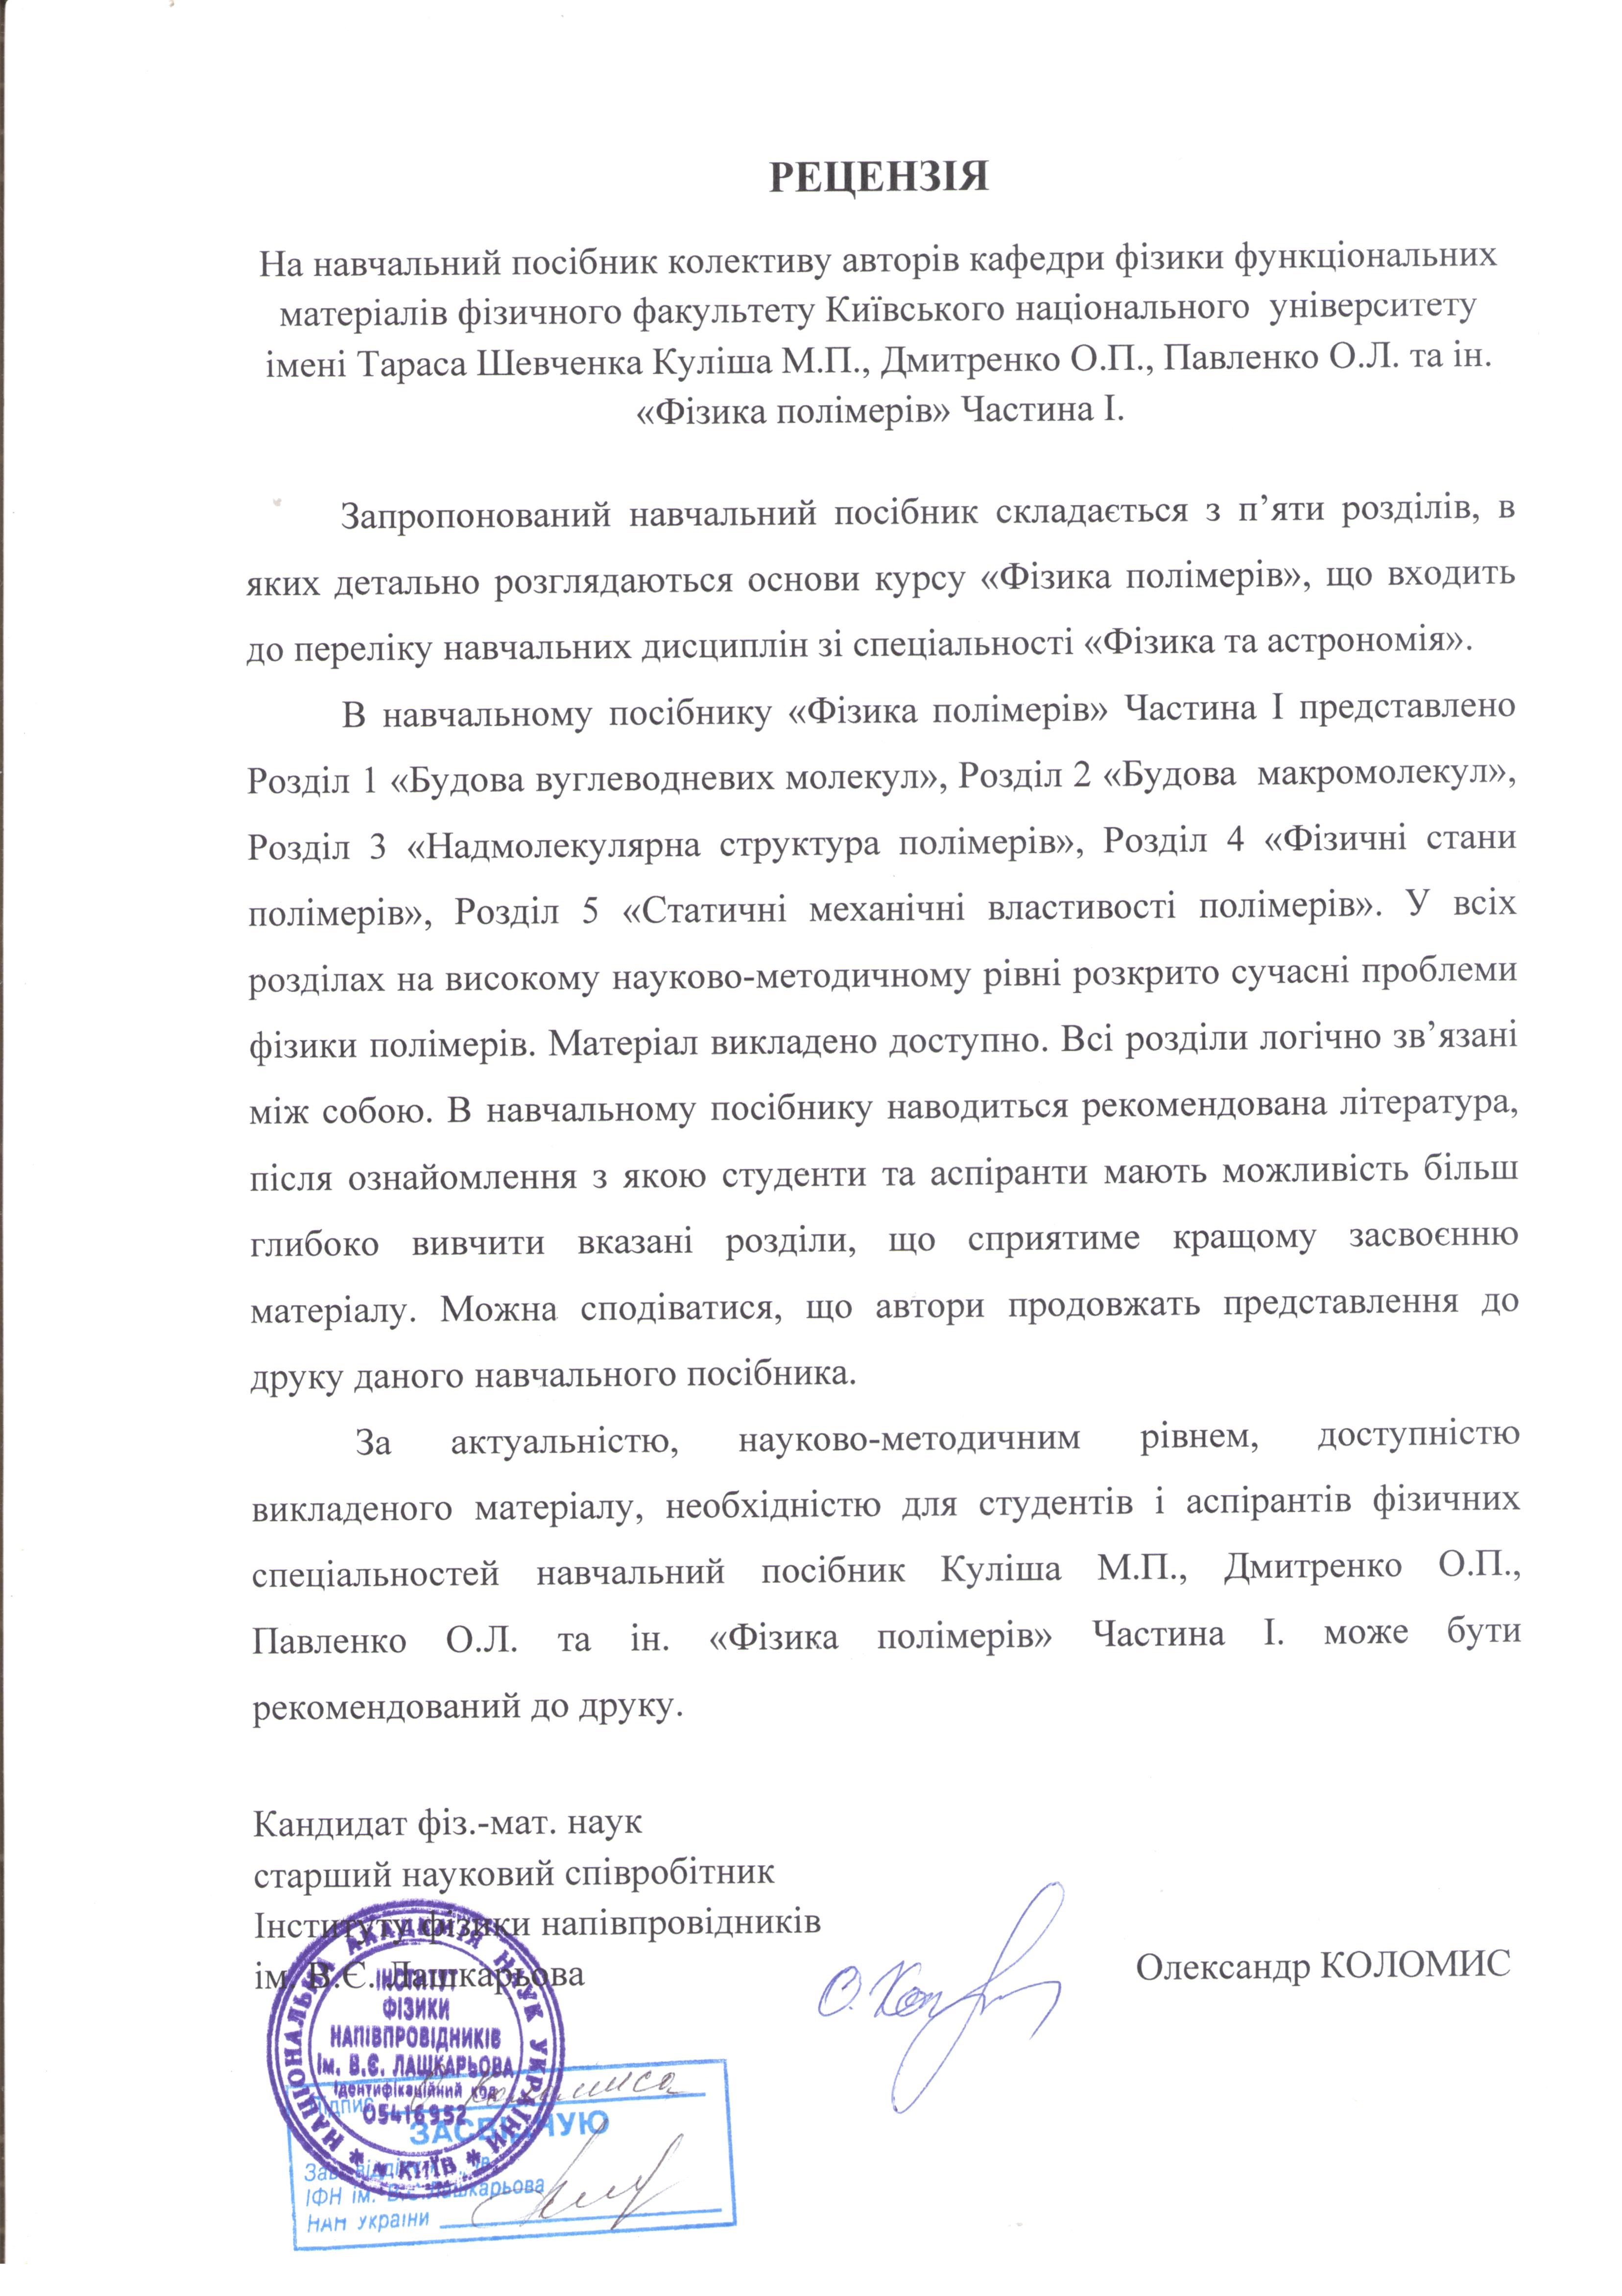 РЕЦЕНЗІЯ
На навчальний посібник колективу авторів кафедри фізики функціональних
матеріалів фізичного факультету Київського національного університету
імені Тараса Шевченка Куліша М.П., Дмитренко О.П., Павленко О.Л. та ін.
«Фізика полімерів» Частина І.
Запропонований навчальний посібник складається з п’яти розділів, в
яких детально розглядаються основи курсу «Фізика полімерів», що входить
до переліку навчальних дисциплін зі спеціальності «Фізика та астрономія».
В навчальному посібнику «Фізика полімерів» Частина І представлено
Розділ 1 «Будова вуглеводневих молекул», Розділ 2 «Будова макромолекул»,
Розділ 3 «Надмолекулярна структура полімерів», Розділ 4 «Фізичні стани
полімерів», Розділ 5 «Статичні механічні властивості полімерів». У всіх
розділах на високому науково-методичному рівні розкрито сучасні проблеми
фізики полімерів. Матеріал викладено доступно. Всі розділи логічно зв’язані
між собою. В навчальному посібнику наводиться рекомендована література,
після ознайомлення з якою студенти та аспіранти мають можливість більш
глибоко вивчити вказані розділи, що сприятиме кращому засвоєнню
матеріалу. Можна сподіватися, що автори продовжать представлення до
друку даного навчального посібника.
За актуальністю, науково-методичним рівнем, доступністю
викладеного матеріалу, необхідністю для студентів і аспірантів фізичних
спеціальностей навчальний посібник Куліша М.П., Дмитренко О.П.,
Павленко О.Л. та ін. «Фізика полімерів» Частина І. може бути
рекомендований до друку.
Кандидат фіз.-мат. наук
старший науковий співробітник
Інституту фізики напівпровідників
ім. В.Є. Лашкарьова
Олександр КОЛОМИС
НАЦІОНАЛЬНА АКАДЕМІЯ НАУК УКРАЇНИ * КИЇВ *
ІНСТИТУТ
ФІЗИКИ
НАПІВПРОВІДНИКІВ
ім. В.Є. ЛАШКАРЬОВА
Ідентифікаційний код
05416952
Підпис
ЗАСВІДЧУЮ
ІФН ім. В.Є. Лашкарьова
НАН України